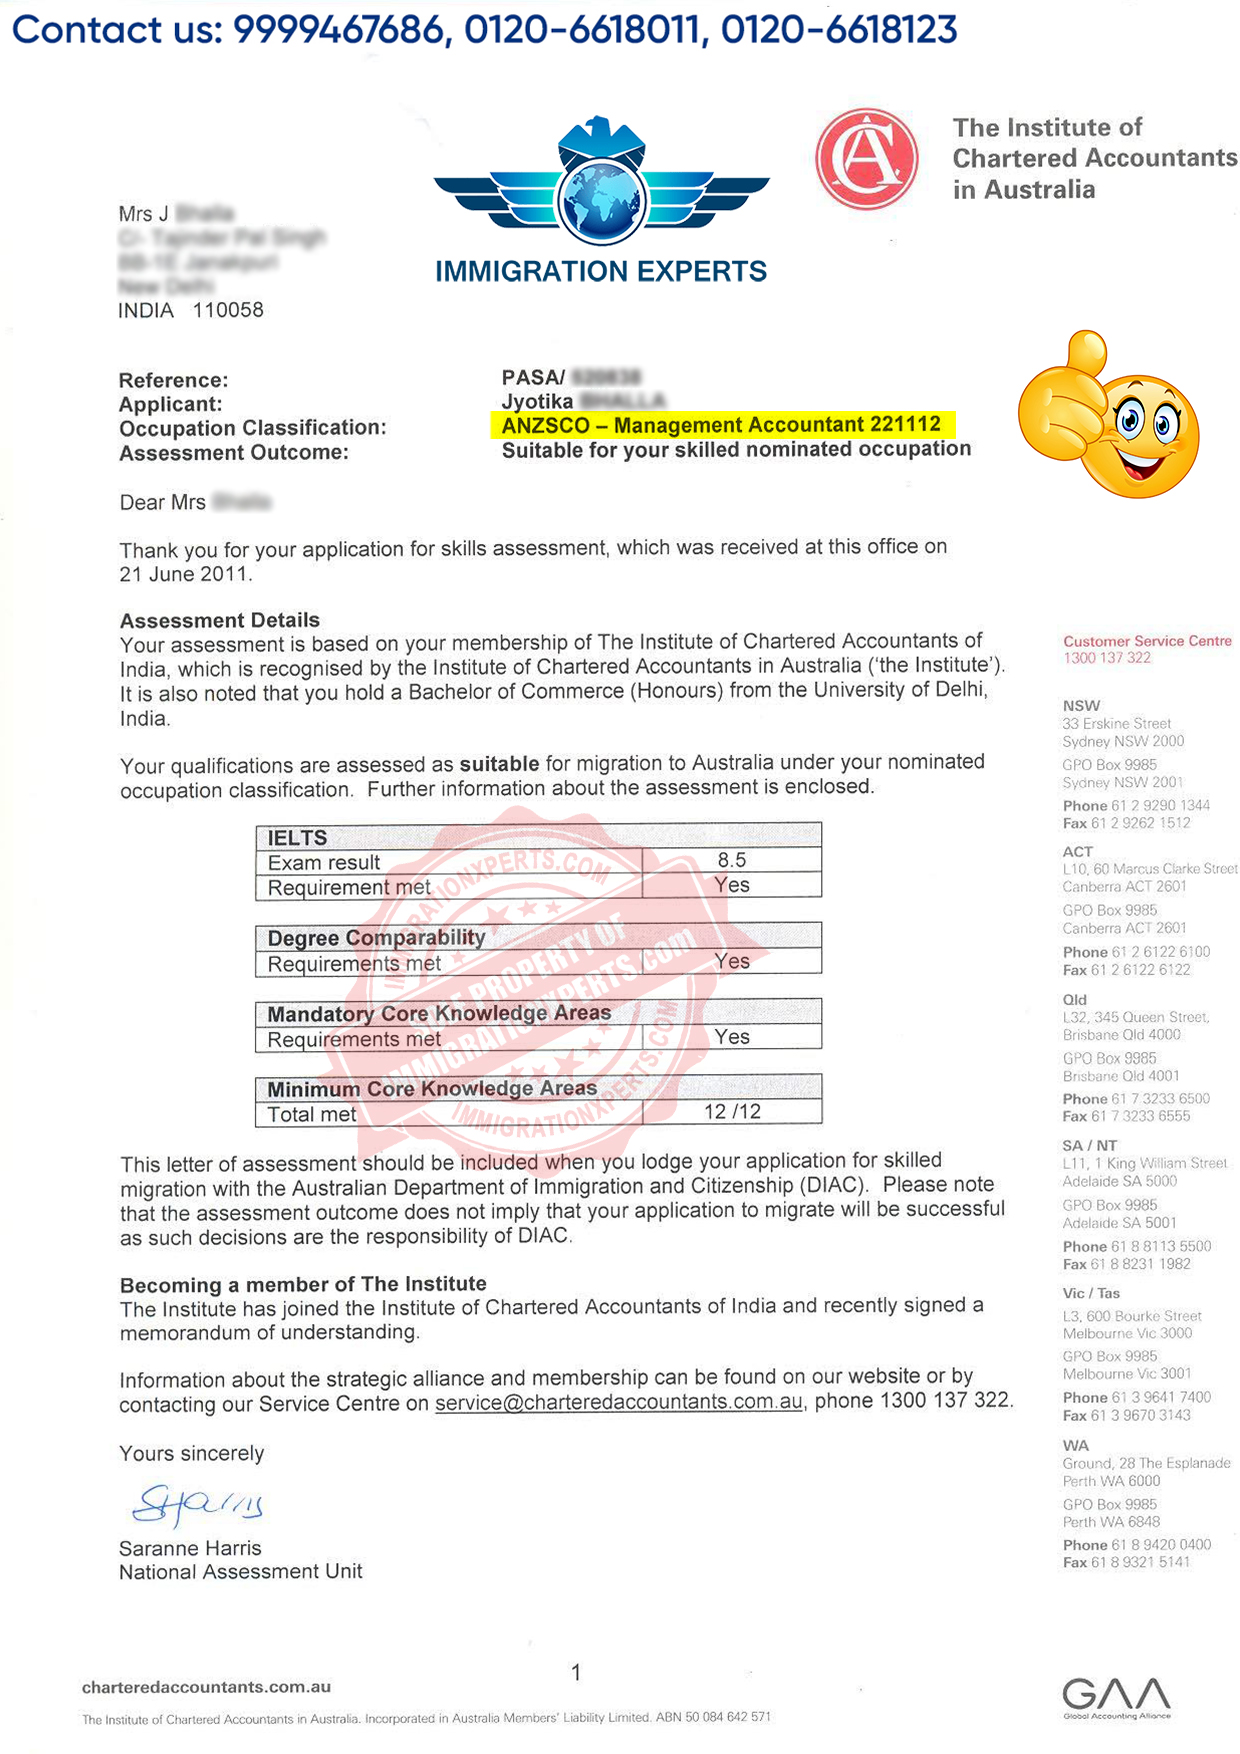 Contact us: 9999467686, 0120-6618011, 0120-6618123
IMMIGRATION EXPERTS
CA
The Institute of
Chartered Accountants
in Australia
Mrs J
INDIA 110058
Reference: PASA/
Applicant: Jyotika
Occupation Classification: ANZSCO – Management Accountant 221112
Assessment Outcome: Suitable for your skilled nominated occupation
Dear Mrs
Thank you for your application for skills assessment, which was received at this office on
21 June 2011.
Assessment Details
Your assessment is based on your membership of The Institute of Chartered Accountants of
India, which is recognised by the Institute of Chartered Accountants in Australia (‘the Institute’).
It is also noted that you hold a Bachelor of Commerce (Honours) from the University of Delhi,
India.
Your qualifications are assessed as suitable for migration to Australia under your nominated
occupation classification. Further information about the assessment is enclosed.
IELTS
Exam result 8.5
Requirement met Yes
Degree Comparability
Requirements met Yes
Mandatory Core Knowledge Areas
Requirements met Yes
Minimum Core Knowledge Areas
Total met 12 /12
IMMIGRATIONXPERTS.COM
SOLE PROPERTY OF
IMMIGRATIONXPERTS.com
IMMIGRATIONXPERTS.COM
This letter of assessment should be included when you lodge your application for skilled
migration with the Australian Department of Immigration and Citizenship (DIAC). Please note
that the assessment outcome does not imply that your application to migrate will be successful
as such decisions are the responsibility of DIAC.
Becoming a member of The Institute
The Institute has joined the Institute of Chartered Accountants of India and recently signed a
memorandum of understanding.
Information about the strategic alliance and membership can be found on our website or by
contacting our Service Centre on service@charteredaccountants.com.au, phone 1300 137 322.
Yours sincerely
SHarris
Saranne Harris
National Assessment Unit
Customer Service Centre
1300 137 322
NSW
33 Erskine Street
Sydney NSW 2000
GPO Box 9985
Sydney NSW 2001
Phone 61 2 9290 1344
Fax 61 2 9262 1512
ACT
L10, 60 Marcus Clarke Street
Canberra ACT 2601
GPO Box 9985
Canberra ACT 2601
Phone 61 2 6122 6100
Fax 61 2 6122 6122
Qld
L32, 345 Queen Street,
Brisbane Qld 4000
GPO Box 9985
Brisbane Qld 4001
Phone 61 7 3233 6500
Fax 61 7 3233 6555
SA / NT
L11, 1 King William Street
Adelaide SA 5000
GPO Box 9985
Adelaide SA 5001
Phone 61 8 8113 5500
Fax 61 8 8231 1982
Vic / Tas
L3, 600 Bourke Street
Melbourne Vic 3000
GPO Box 9985
Melbourne Vic 3001
Phone 61 3 9641 7400
Fax 61 3 9670 3143
WA
Ground, 28 The Esplanade
Perth WA 6000
GPO Box 9985
Perth WA 6848
Phone 61 8 9420 0400
Fax 61 8 9321 5141
1
charteredaccountants.com.au
The Institute of Chartered Accountants in Australia. Incorporated in Australia Members' Liability Limited. ABN 50 084 642 571
GAA
Global Accounting Alliance